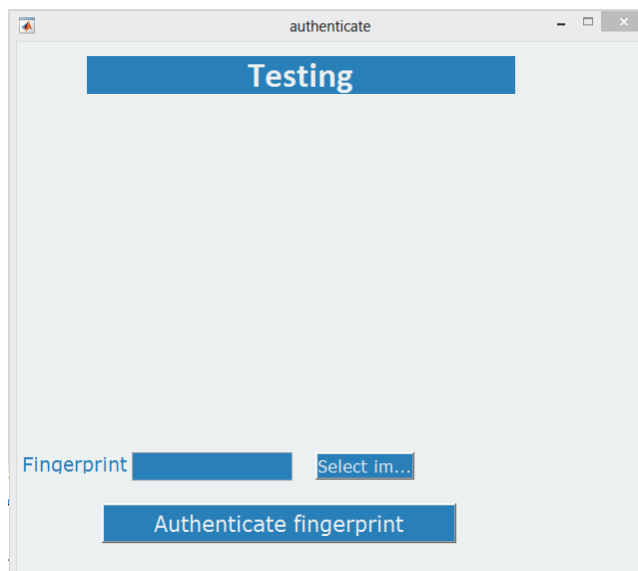 authenticate
Testing
Fingerprint
Select im...
Authenticate fingerprint